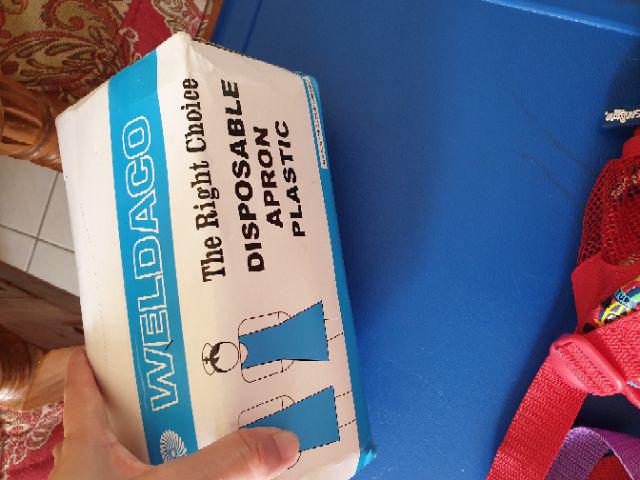 WELDACO
The Right Choice
DISPOSABLE
APRON
PLASTIC